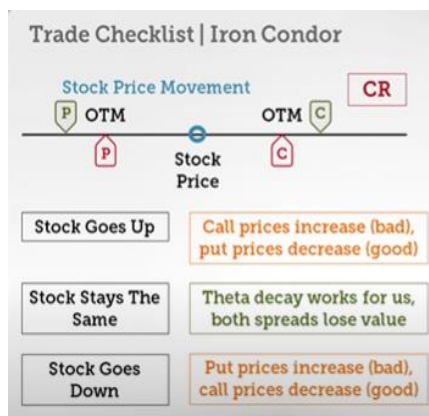 Trade Checklist | Iron Condor
Stock Price Movement
CR
P OTM
OTM C
P
C
Stock
Price
Stock Goes Up
Call prices increase (bad),
put prices decrease (good)
Stock Stays The
Same
Theta decay works for us,
both spreads lose value
Stock Goes
Down
Put prices increase (bad),
call prices decrease (good)